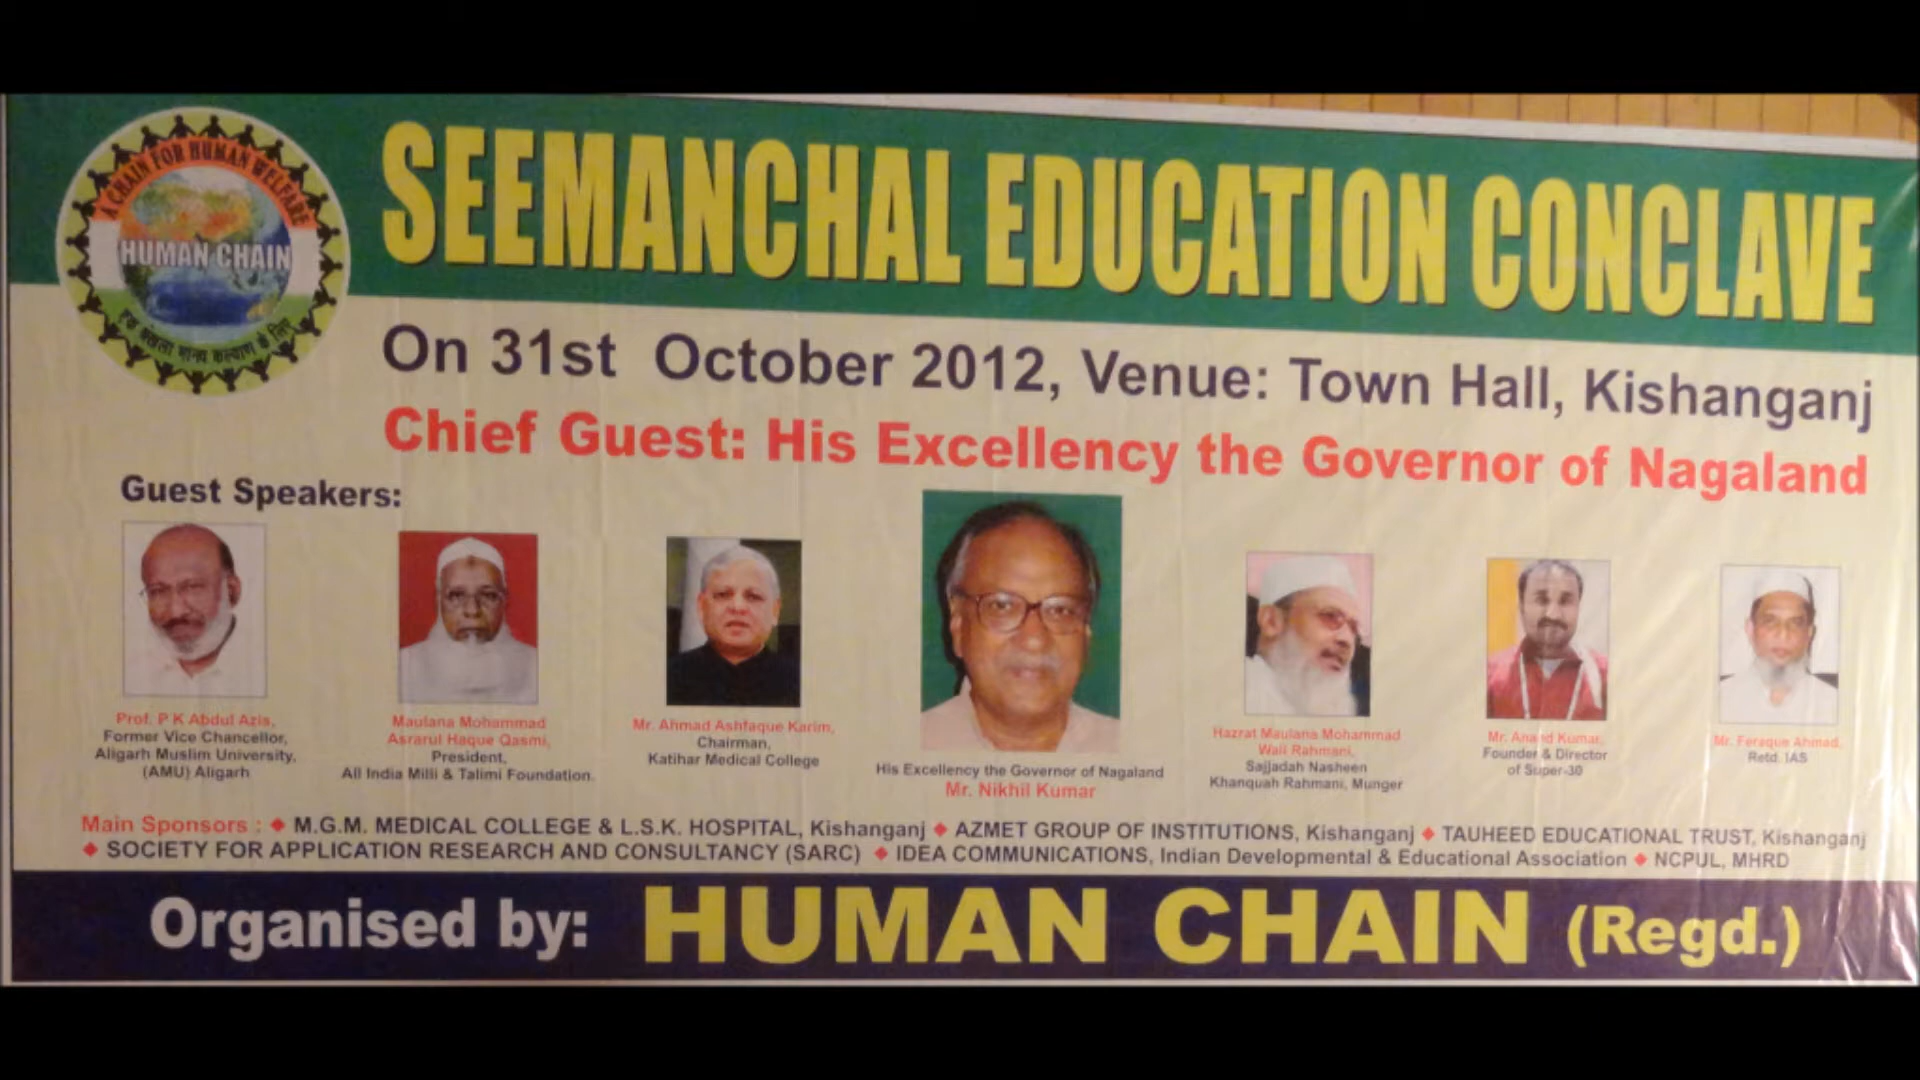 A CHAIN FOR HUMAN WELFARE
HUMAN CHAIN
एक श्रंखला मानव कल्याण के लिए
SEEMANCHAL EDUCATION CONCLAVE
On 31st October 2012, Venue: Town Hall, Kishanganj
Chief Guest: His Excellency the Governor of Nagaland
Guest Speakers:
Prof. P K Abdul Azis,
Former Vice Chancellor,
Aligarh Muslim University,
(AMU) Aligarh
Maulana Mohammad
Asrarul Haque Qasmi,
President,
All India Milli & Talimi Foundation.
Mr. Ahmad Ashfaque Karim,
Chairman,
Katihar Medical College
His Excellency the Governor of Nagaland
Mr. Nikhil Kumar
Hazrat Maulana Mohammad
Wali Rahmani,
Sajjadah Nasheen
Khanquah Rahmani, Munger
Mr. Anand Kumar,
Founder & Director
of Super-30
Mr. Feraque Ahmad,
Retd. IAS
Main Sponsors : ♦ M.G.M. MEDICAL COLLEGE & L.S.K. HOSPITAL, Kishanganj ♦ AZMET GROUP OF INSTITUTIONS, Kishanganj ♦ TAUHEED EDUCATIONAL TRUST, Kishanganj
♦ SOCIETY FOR APPLICATION RESEARCH AND CONSULTANCY (SARC) ♦ IDEA COMMUNICATIONS, Indian Developmental & Educational Association ♦ NCPUL, MHRD
Organised by: HUMAN CHAIN (Regd.)